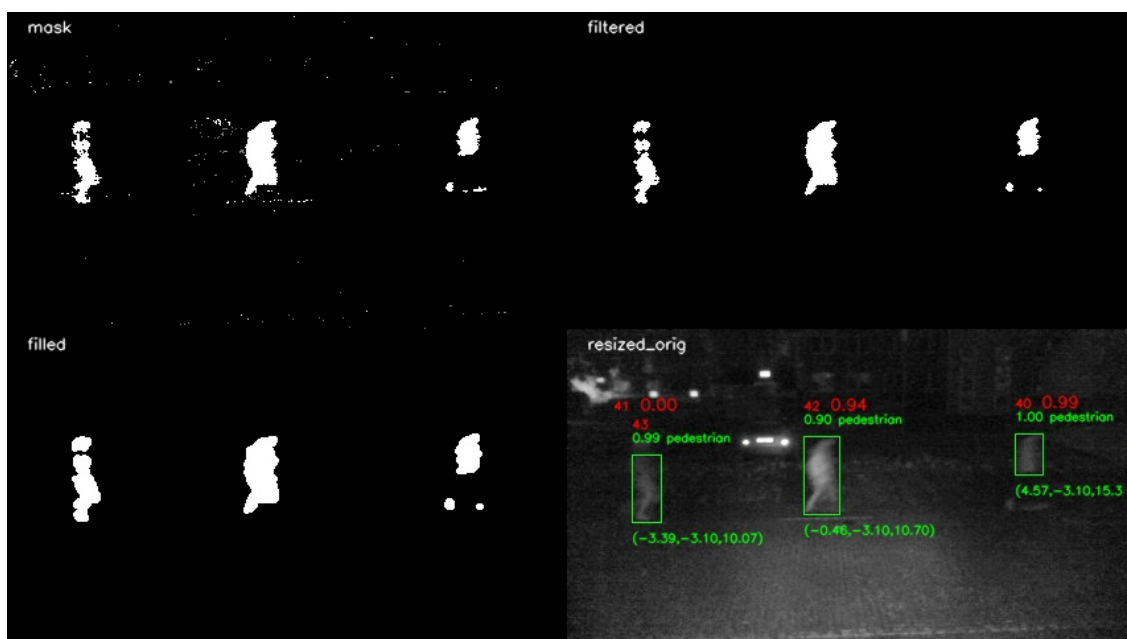 mask
filtered
filled
resized_orig
41 0.00
42 0.94
40 0.99
43
0.99 pedestrian
0.90 pedestrian
1.00 pedestrian
(-3.39,-3.10,10.07)
(-0.46,-3.10,10.70)
(4.57,-3.10,15.3